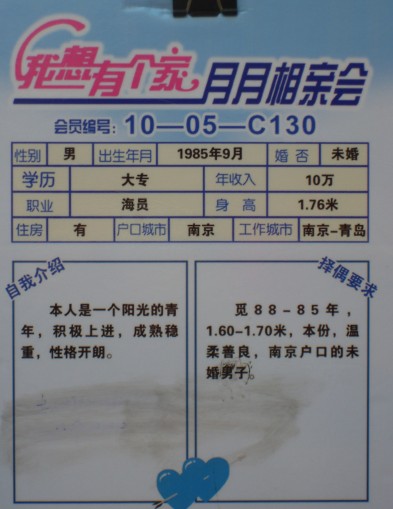 我想有个家 月月相亲会
会员编号：10—05—C130
性别 男 出生年月 1985年9月 婚否 未婚
学历 大专 年收入 10万
职业 海员 身高 1.76米
住房 有 户口城市 南京 工作城市 南京-青岛
自我介绍
本人是一个阳光的青
年，积极上进，成熟稳
重，性格开朗。
择偶要求
觅88-85年，
1.60-1.70米，本份，温
柔善良，南京户口的未
婚男子。